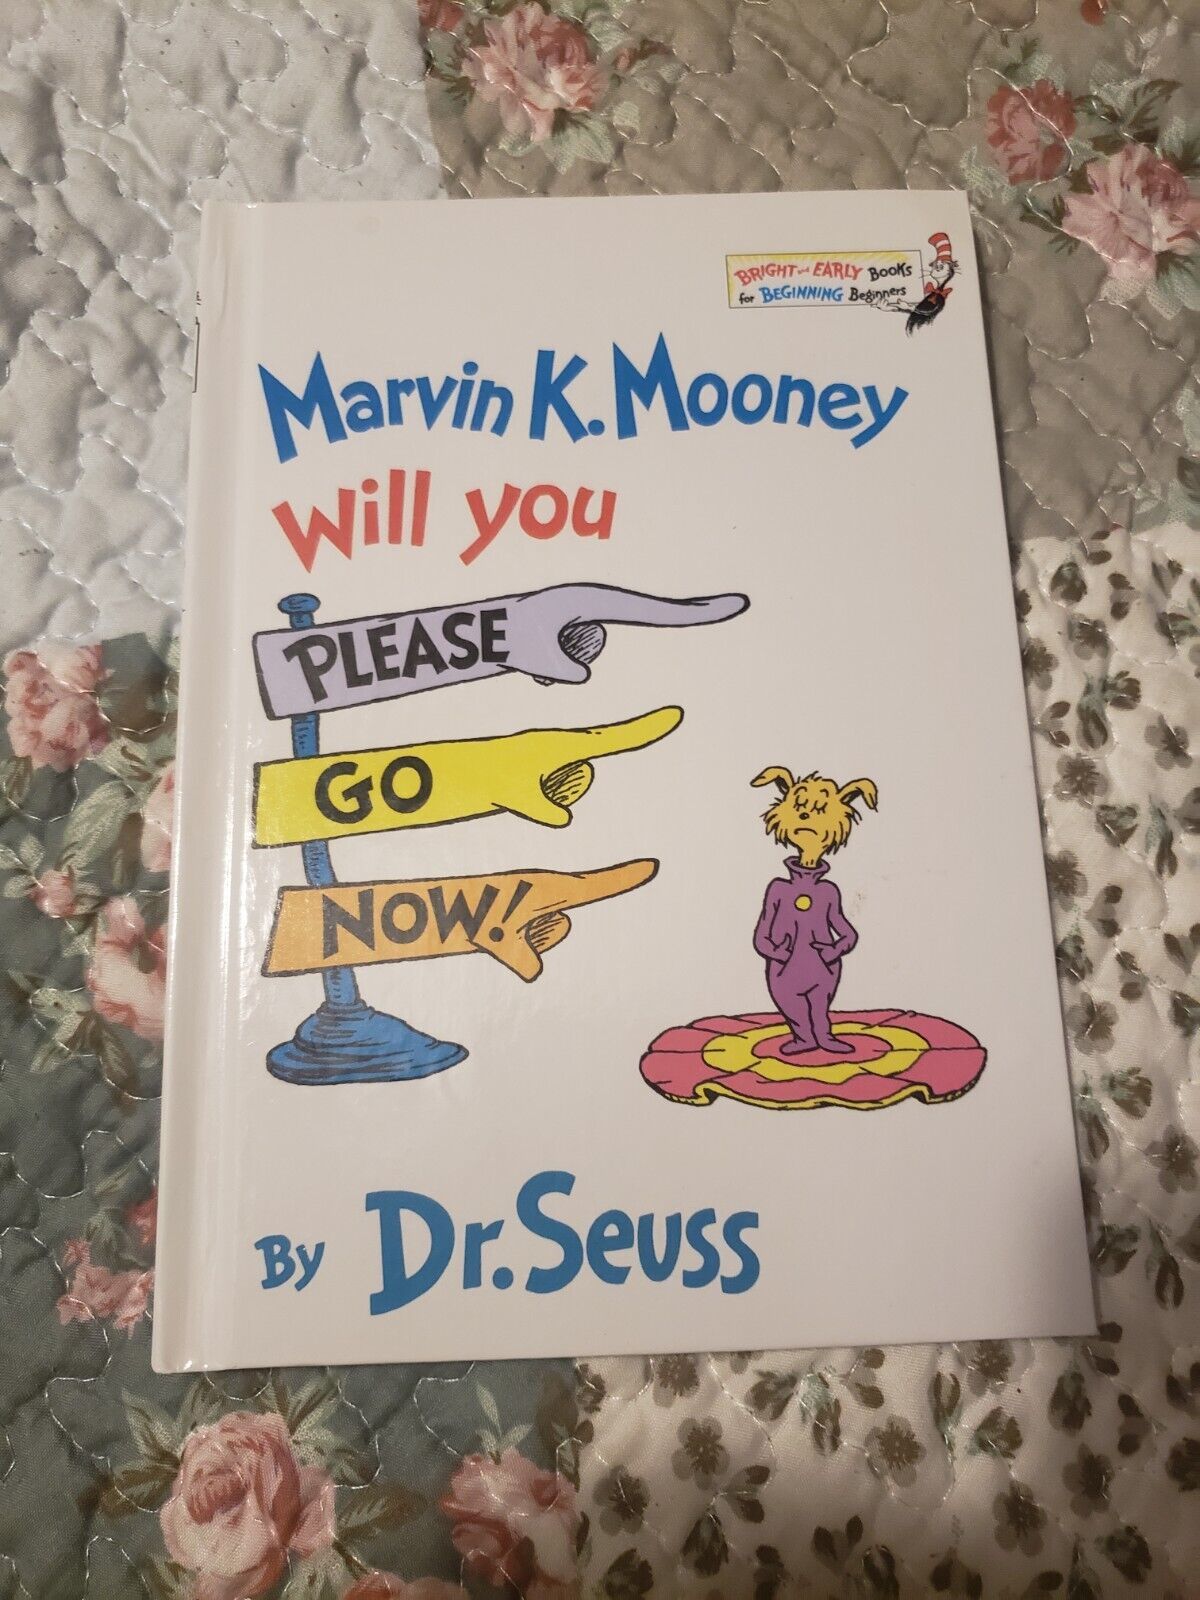 BRIGHT and EARLY Books
for BEGINNING Beginners
Marvin K. Mooney
will you
PLEASE
GO
NOW!
By Dr. Seuss